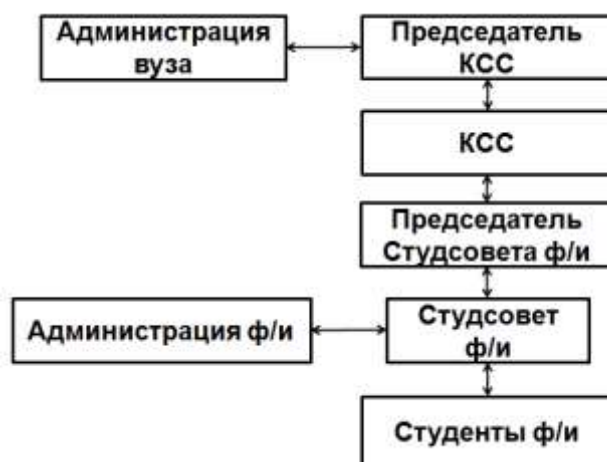 Администрация
вуза
Председатель
КСС
КСС
Председатель
Студсовета ф/и
Администрация ф/и
Студсовет
ф/и
Студенты ф/и